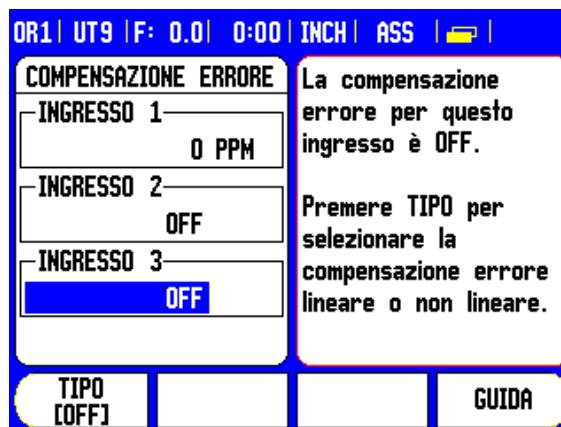 OR1| UT9 |F: 0.0| 0:00| INCH| ASS | |
COMPENSAZIONE ERRORE
INGRESSO 1
0 PPM
INGRESSO 2
OFF
INGRESSO 3
OFF
La compensazione
errore per questo
ingresso è OFF.
Premere TIPO per
selezionare la
compensazione errore
lineare o non lineare.
TIPO
[OFF]
GUIDA